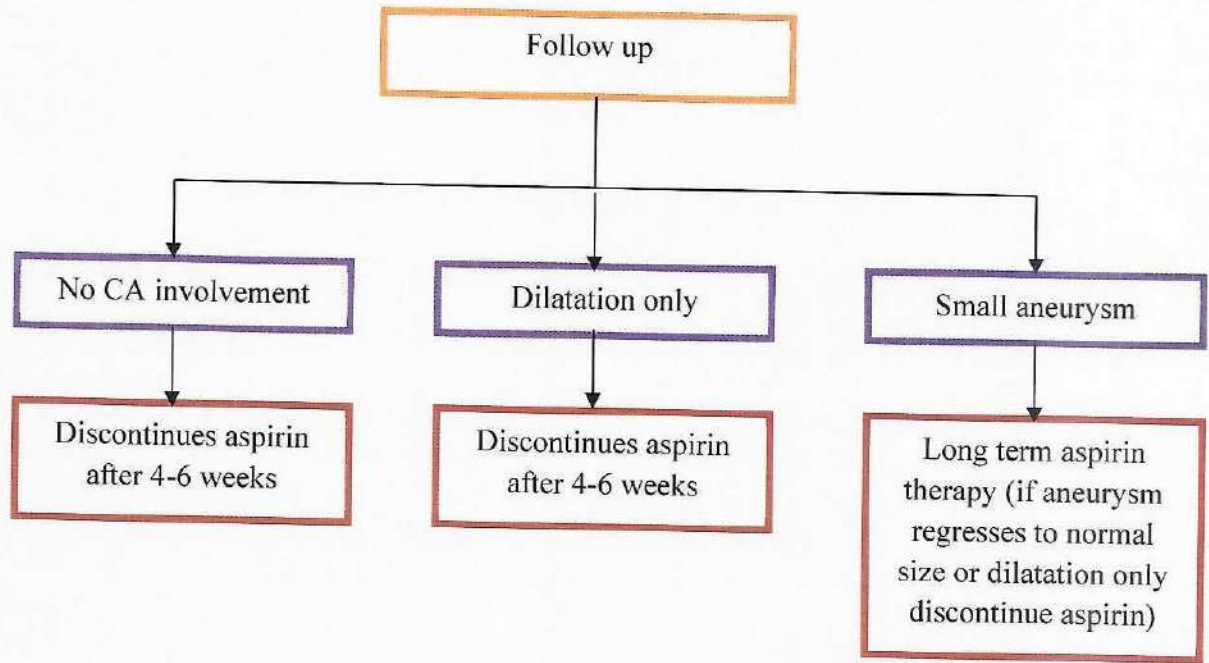 Follow up
No CA involvement
Dilatation only
Small aneurysm
Discontinues aspirin
after 4-6 weeks
Discontinues aspirin
after 4-6 weeks
Long term aspirin
therapy (if aneurysm
regresses to normal
size or dilatation only
discontinue aspirin)